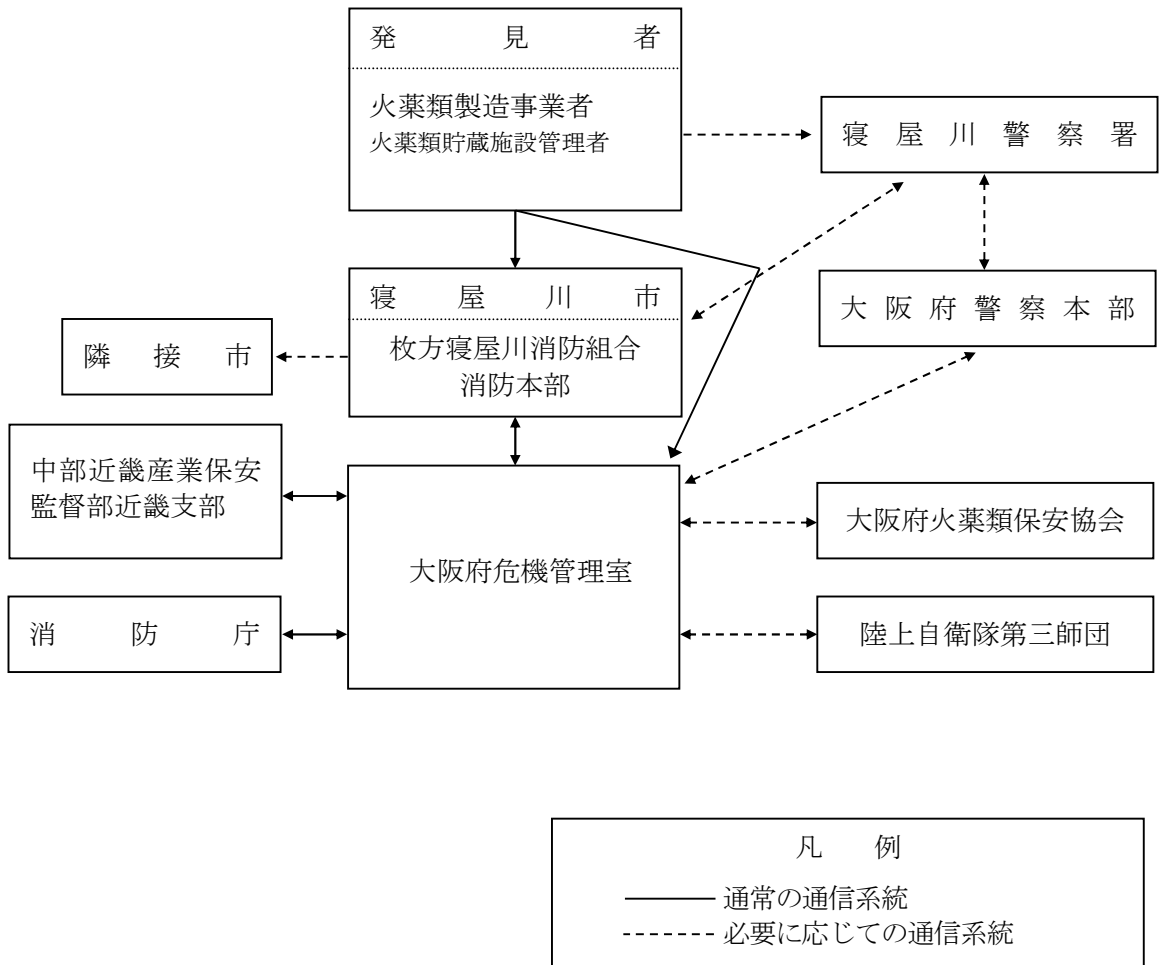 発見者
火薬類製造事業者
火薬類貯蔵施設管理者
寝屋川警察署
寝屋川市
枚方寝屋川消防組合
消防本部
大阪府警察本部
隣接市
中部近畿産業保安
監督部近畿支部
大阪府危機管理室
大阪府火薬類保安協会
消防庁
陸上自衛隊第三師団
凡例
通常の通信系統
必要に応じての通信系統